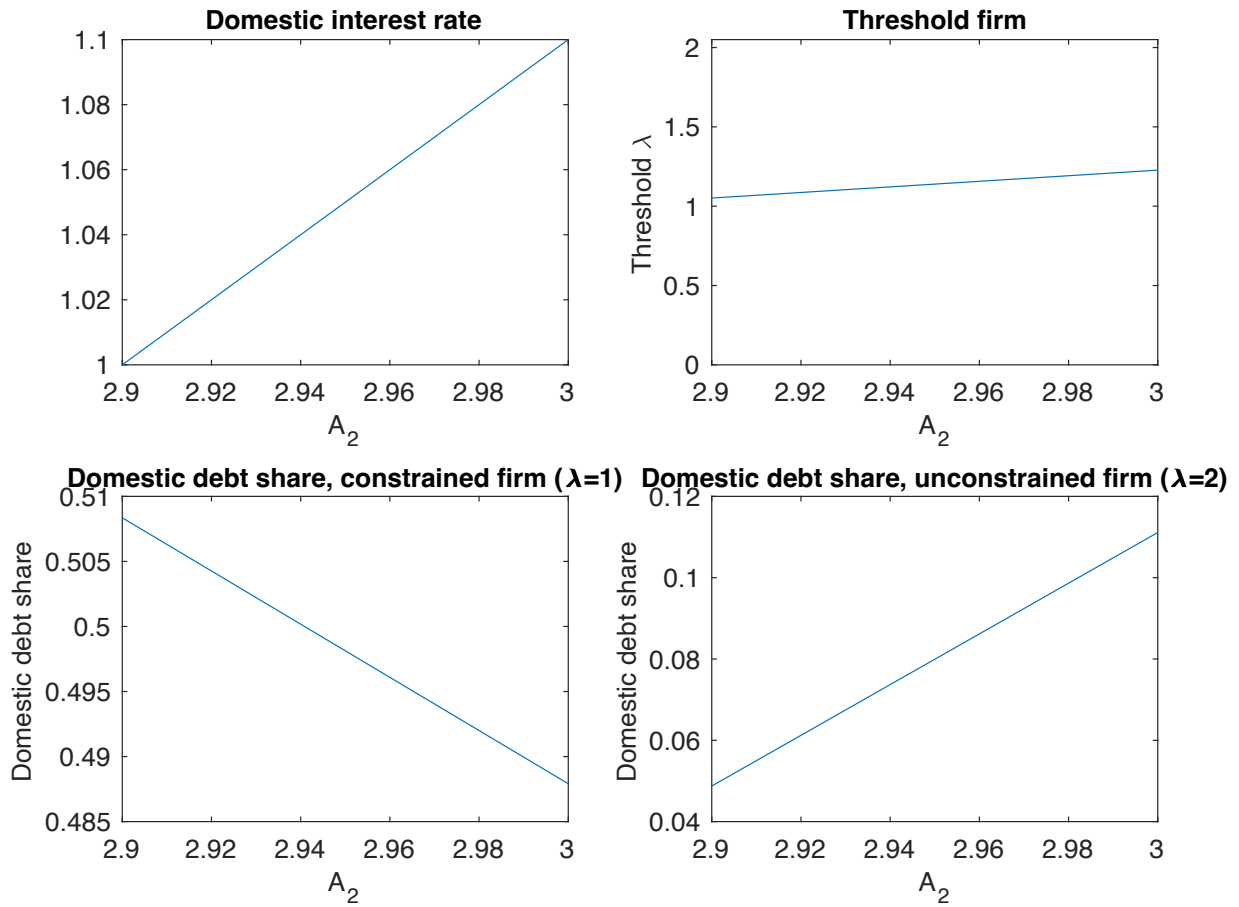 Domestic interest rate
1.1
1.08
1.06
1.04
1.02
1
2.9 2.92 2.94 2.96 2.98 3
A₂
Threshold firm
Threshold λ
2
1.5
1
0.5
0
2.9 2.92 2.94 2.96 2.98 3
A₂
Domestic debt share, constrained firm (λ=1)
Domestic debt share
0.51
0.505
0.5
0.495
0.49
0.485
2.9 2.92 2.94 2.96 2.98 3
A₂
Domestic debt share, unconstrained firm (λ=2)
Domestic debt share
0.12
0.1
0.08
0.06
0.04
2.9 2.92 2.94 2.96 2.98 3
A₂